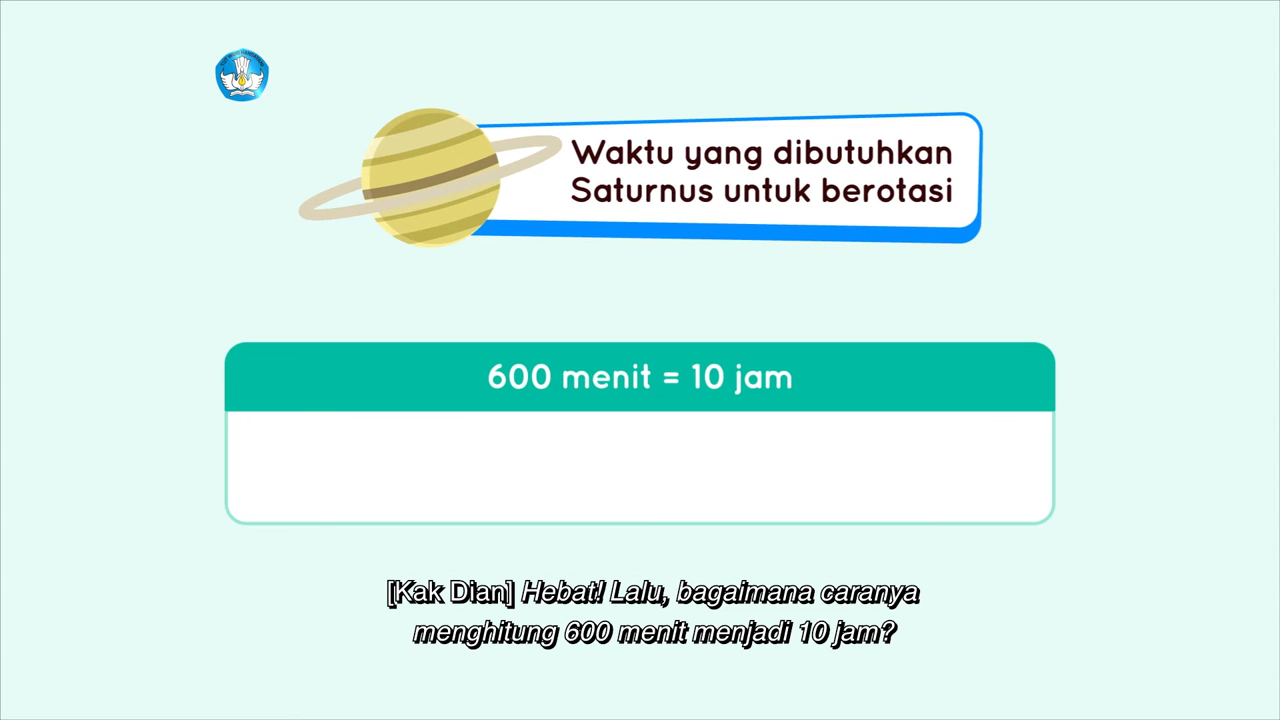 Waktu yang dibutuhkan
Saturnus untuk berotasi
600 menit = 10 jam
[Kak Dian] Hebat! Lalu, bagaimana caranya
menghitung 600 menit menjadi 10 jam?